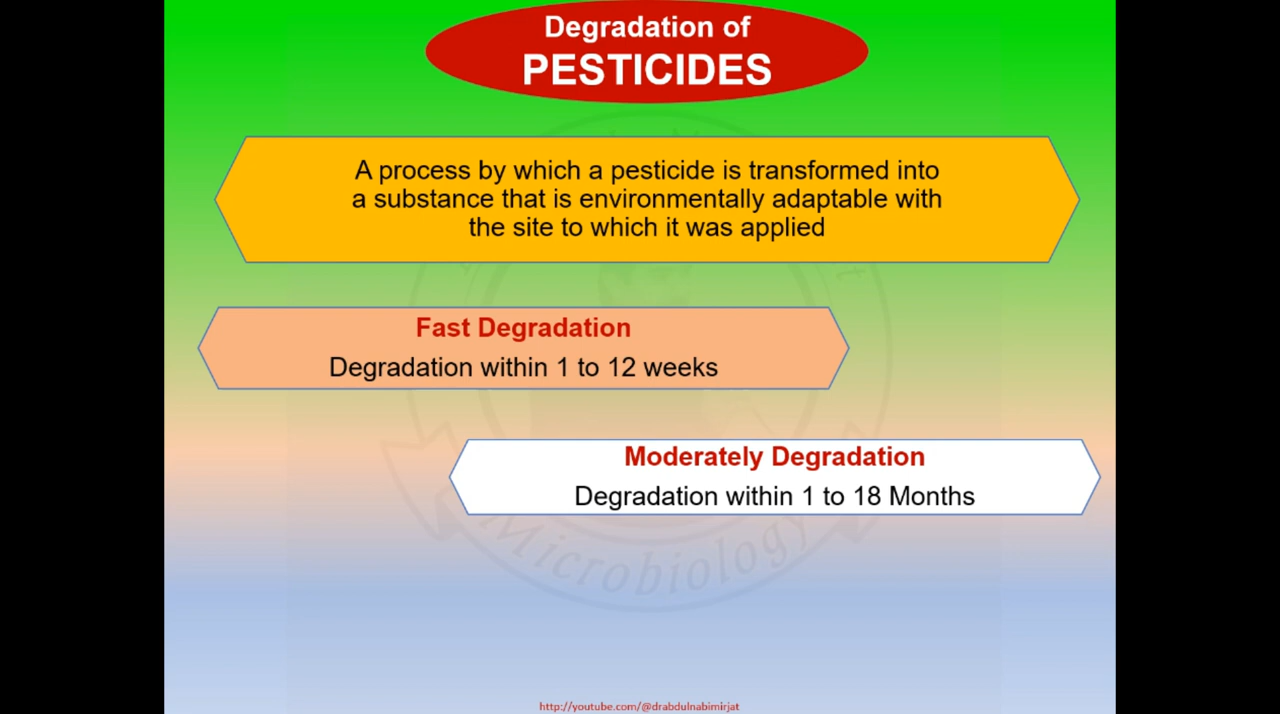 Degradation of
PESTICIDES
A process by which a pesticide is transformed into
a substance that is environmentally adaptable with
the site to which it was applied
Fast Degradation
Degradation within 1 to 12 weeks
Moderately Degradation
Degradation within 1 to 18 Months
Microbiology
http://youtube.com/@drabdulnabimirjat